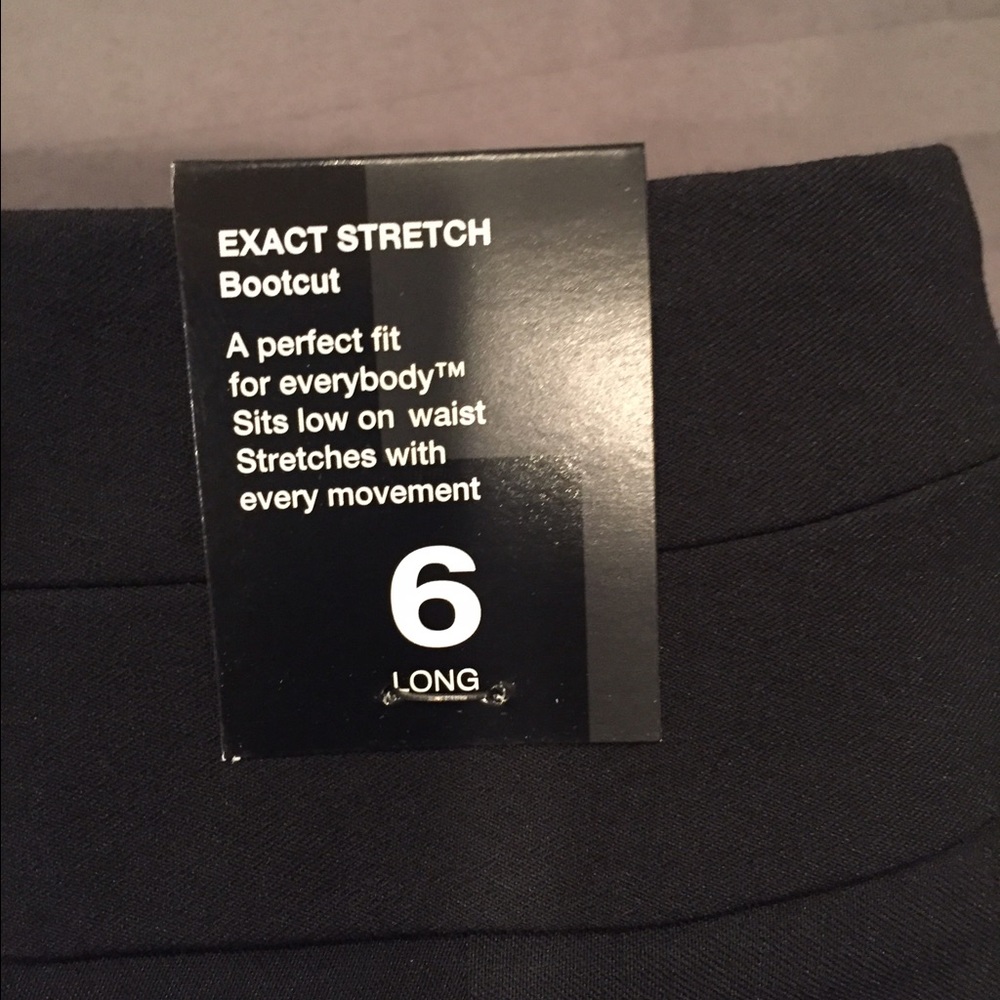 EXACT STRETCH
Bootcut
A perfect fit
for everybody™
Sits low on waist
Stretches with
every movement
6
LONG